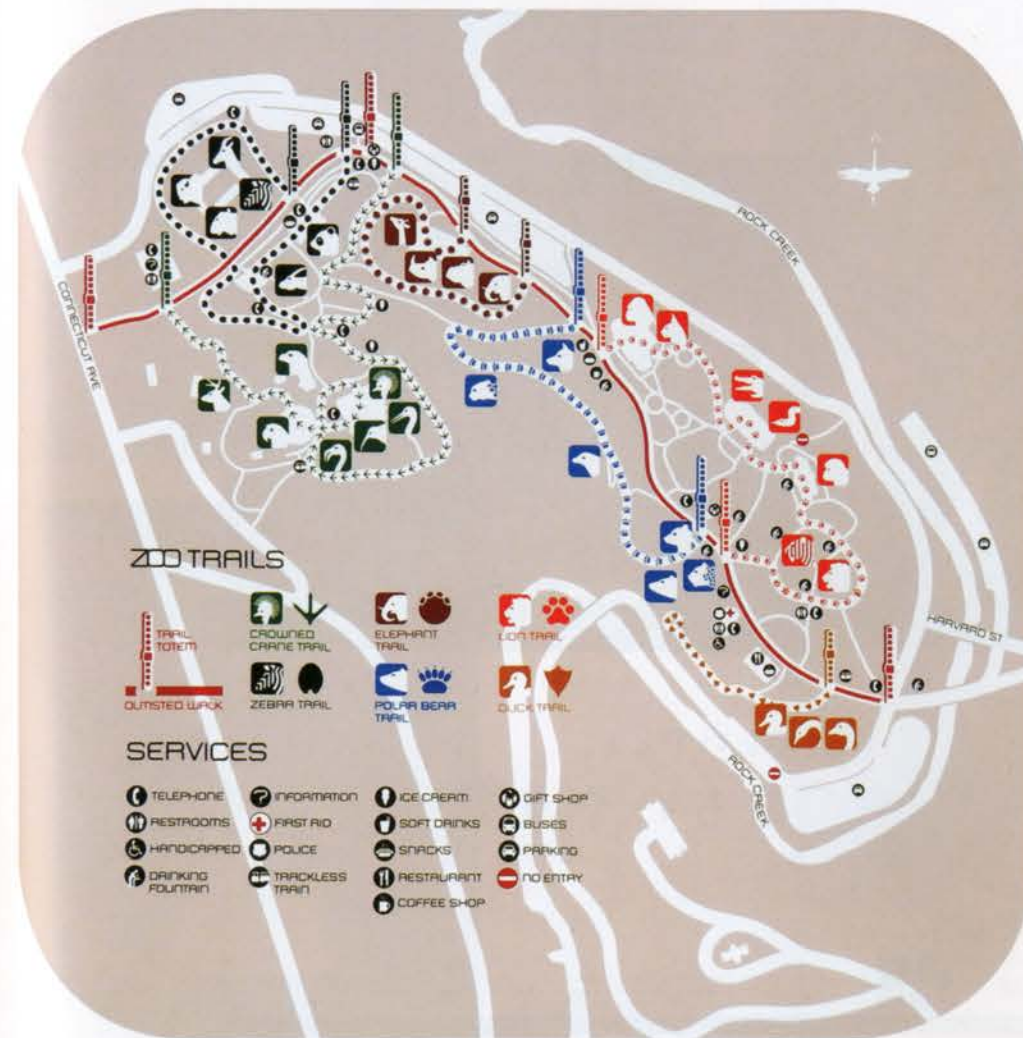 ROCK CREEK
CONNECTICUT AVE
HARVARD ST
ROCK CREEK
ZOO TRAILS
TRAIL
TOTEM
OLMSTED WALK
CROWNED
CRANE TRAIL
ELEPHANT
TRAIL
LION TRAIL
ZEBRA TRAIL
POLAR BEAR
TRAIL
DUCK TRAIL
SERVICES
TELEPHONE
RESTROOMS
HANDICAPPED
DRINKING
FOUNTAIN
INFORMATION
FIRST AID
POLICE
TRACKLESS
TRAIN
ICE CREAM
SOFT DRINKS
SNACKS
RESTAURANT
COFFEE SHOP
GIFT SHOP
BUSES
PARKING
NO ENTRY